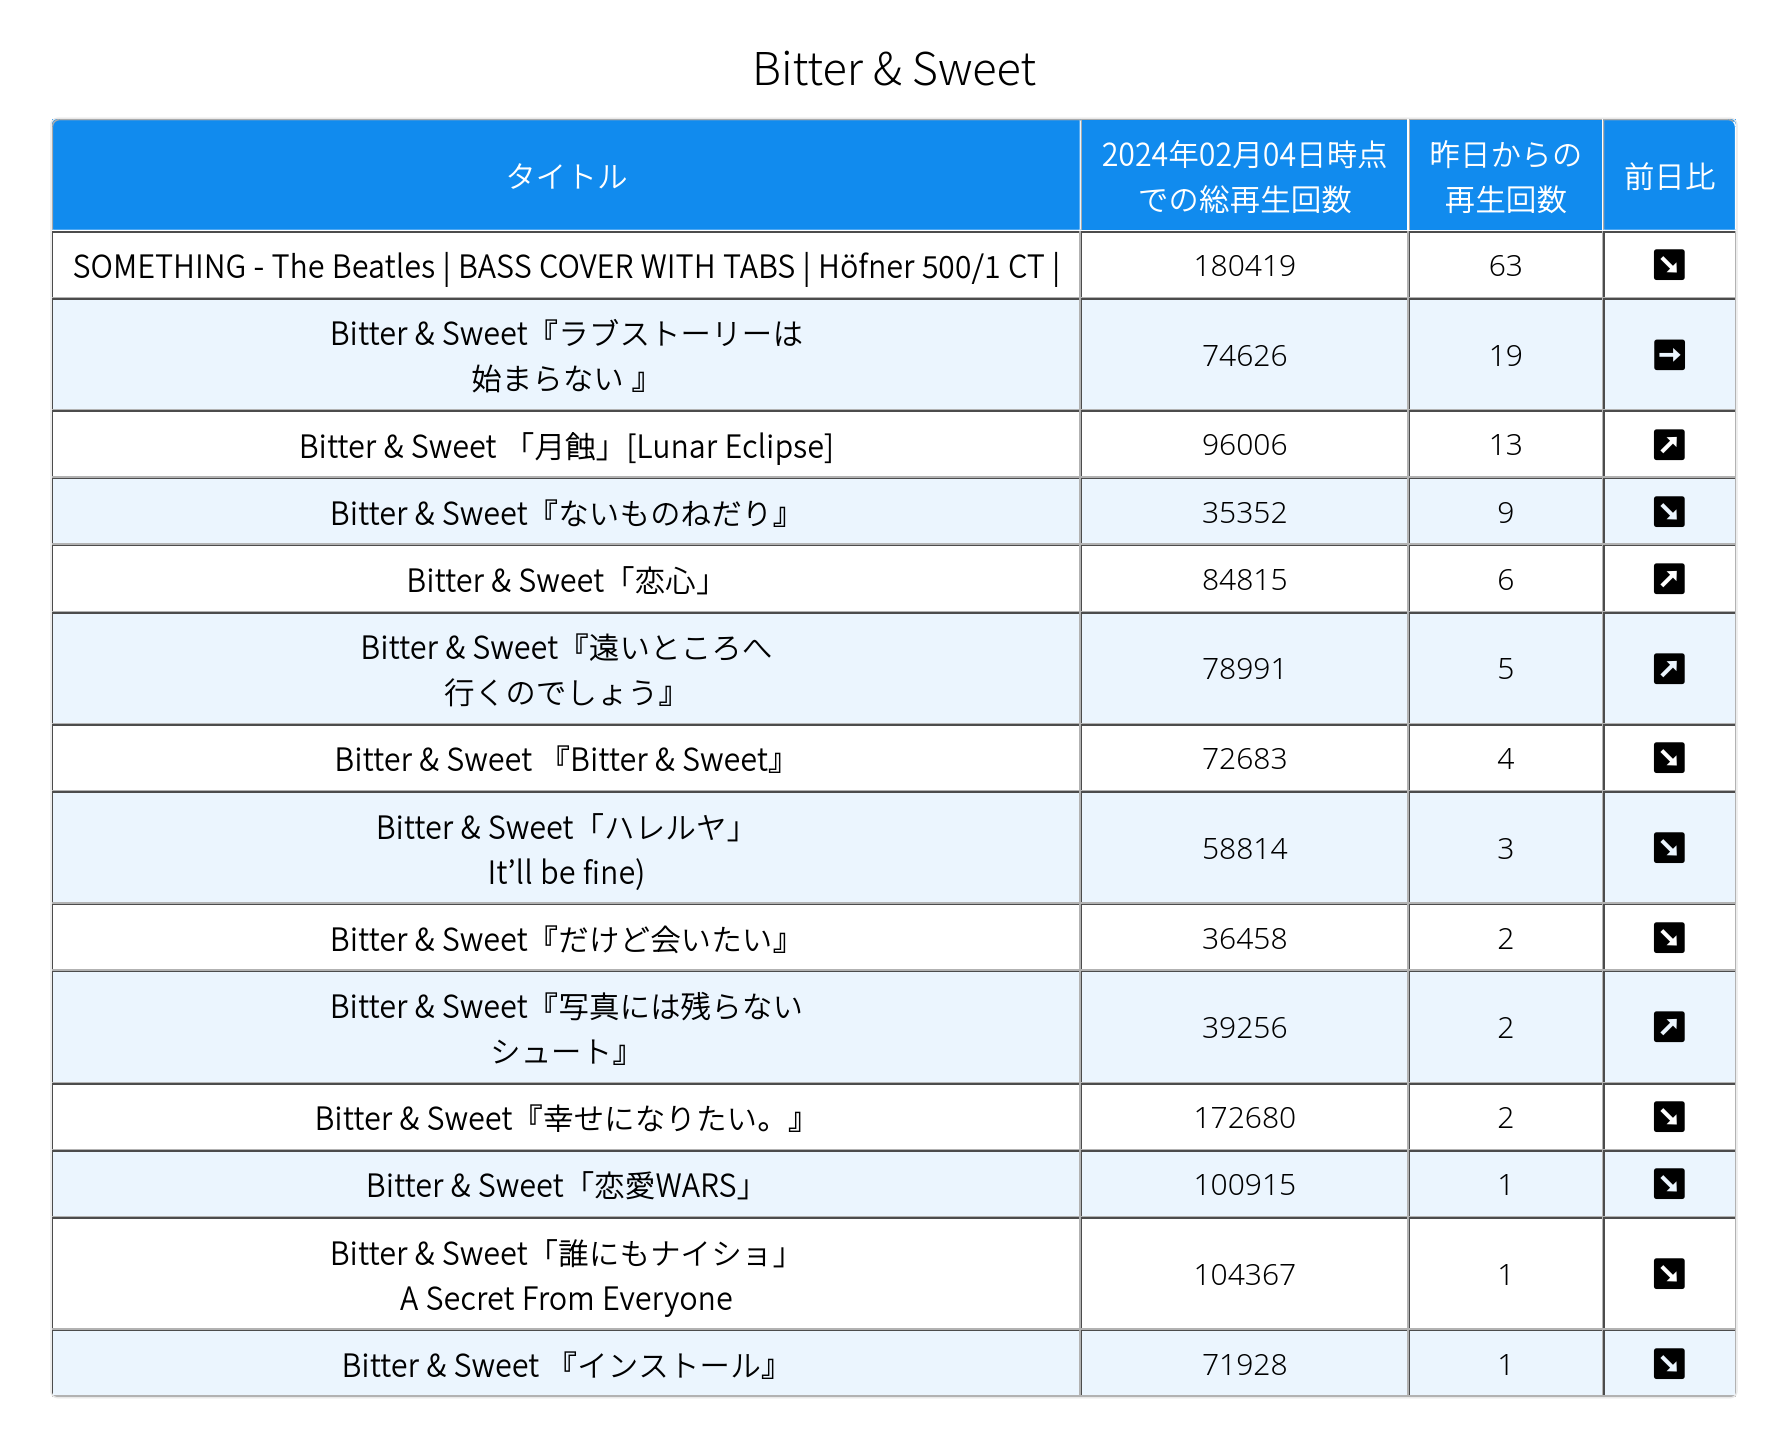 Bitter & Sweet
タイトル
2024年02月04日時点
での総再生回数
昨日からの
再生回数
前日比
SOMETHING - The Beatles | BASS COVER WITH TABS | Höfner 500/1 CT |
180419
63
↘
Bitter & Sweet『ラブストーリーは
始まらない 』
74626
19
➡
Bitter & Sweet 「月蝕」[Lunar Eclipse]
96006
13
↗
Bitter & Sweet『ないものねだり』
35352
9
↘
Bitter & Sweet「恋心」
84815
6
↗
Bitter & Sweet『遠いところへ
行くのでしょう』
78991
5
↗
Bitter & Sweet 『Bitter & Sweet』
72683
4
↘
Bitter & Sweet「ハレルヤ」
It’ll be fine)
58814
3
↘
Bitter & Sweet『だけど会いたい』
36458
2
↘
Bitter & Sweet『写真には残らない
シュート』
39256
2
↗
Bitter & Sweet『幸せになりたい。』
172680
2
↘
Bitter & Sweet「恋愛WARS」
100915
1
↘
Bitter & Sweet「誰にもナイショ」
A Secret From Everyone
104367
1
↘
Bitter & Sweet 『インストール』
71928
1
↘